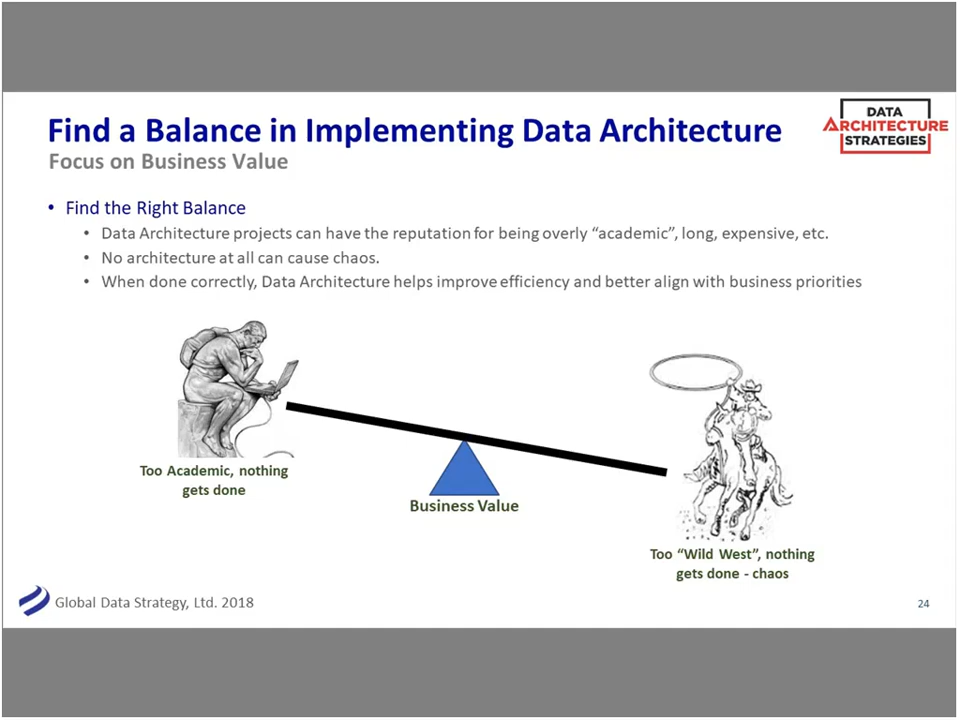 Find a Balance in Implementing Data Architecture
Focus on Business Value
DATA
ARCHITECTURE
STRATEGIES
• Find the Right Balance
• Data Architecture projects can have the reputation for being overly “academic”, long, expensive, etc.
• No architecture at all can cause chaos.
• When done correctly, Data Architecture helps improve efficiency and better align with business priorities
Too Academic, nothing
gets done
Business Value
Too “Wild West”, nothing
gets done - chaos
Global Data Strategy, Ltd. 2018
24